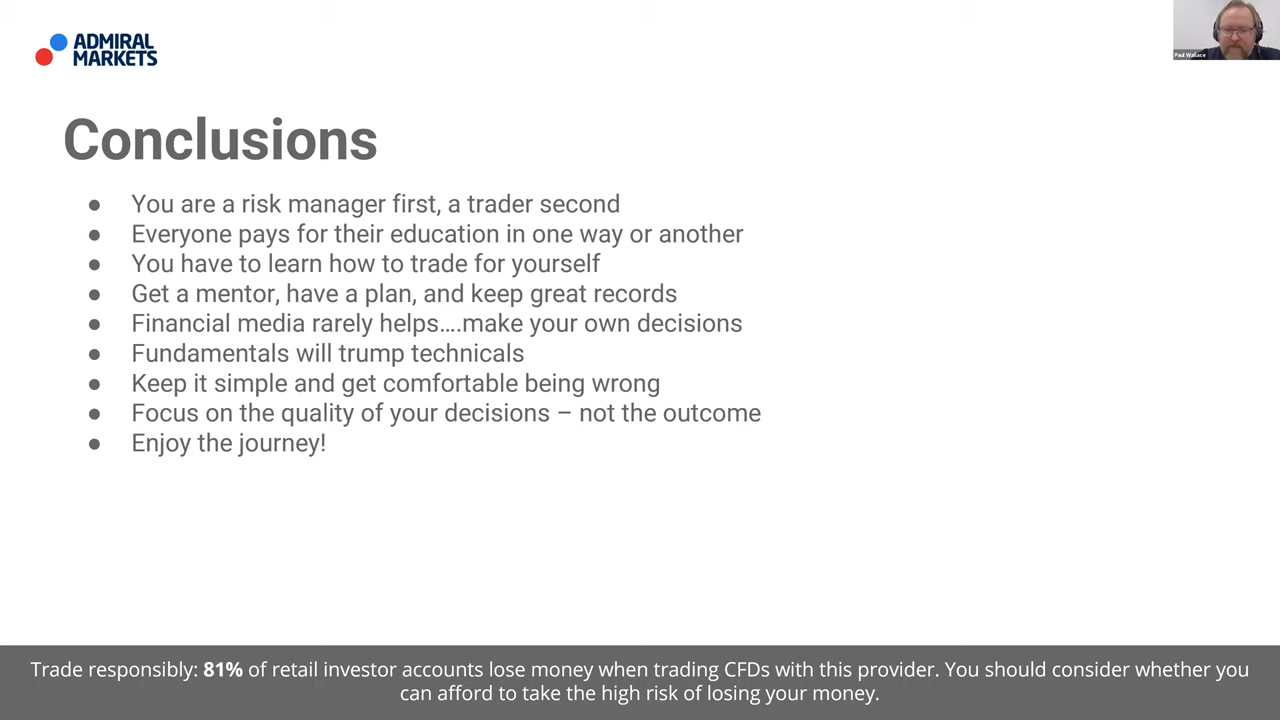 ADMIRAL
MARKETS
Paul Wallace
Conclusions
● You are a risk manager first, a trader second
● Everyone pays for their education in one way or another
● You have to learn how to trade for yourself
● Get a mentor, have a plan, and keep great records
● Financial media rarely helps....make your own decisions
● Fundamentals will trump technicals
● Keep it simple and get comfortable being wrong
● Focus on the quality of your decisions – not the outcome
● Enjoy the journey!
Trade responsibly: 81% of retail investor accounts lose money when trading CFDs with this provider. You should consider whether you
can afford to take the high risk of losing your money.